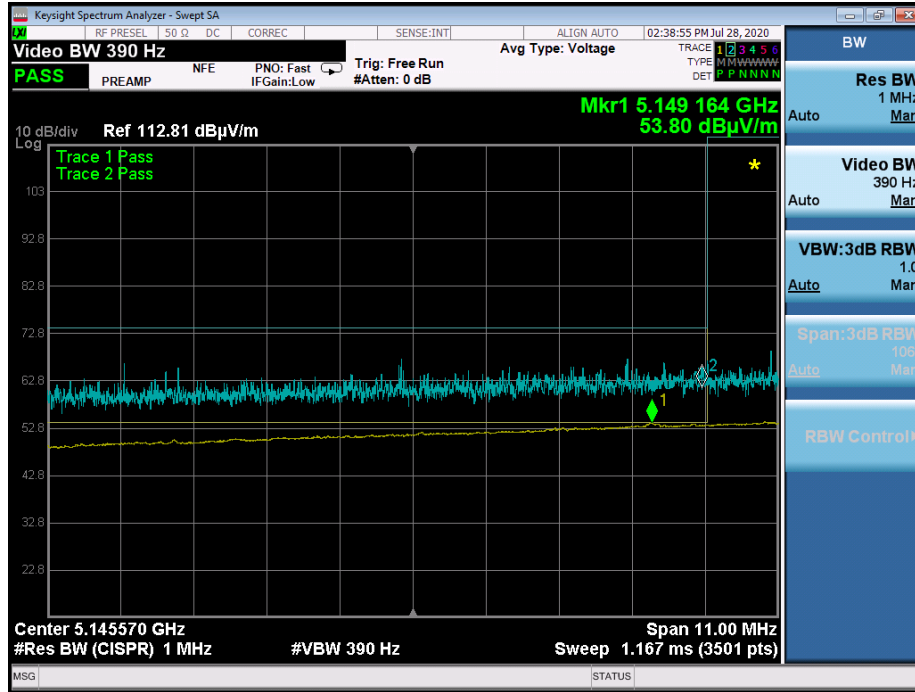 Keysight Spectrum Analyzer - Swept SA
LXI RF PRESEL 50 Ω DC CORREC SENSE:INT ALIGN AUTO 02:38:55 PM Jul 28, 2020
Video BW 390 Hz
Avg Type: Voltage
TRACE 1 2 3 4 5 6
TYPE M M W W W W
DET P P N N N N
PASS
PREAMP
NFE
PNO: Fast
IFGain:Low
Trig: Free Run
#Atten: 0 dB
Mkr1 5.149 164 GHz
53.80 dBµV/m
10 dB/div Ref 112.81 dBµV/m
Log
Trace 1 Pass
Trace 2 Pass
*
103
92.8
82.8
72.8
62.8
52.8
42.8
32.8
22.8
2
1
Center 5.145570 GHz
Span 11.00 MHz
#Res BW (CISPR) 1 MHz
#VBW 390 Hz
Sweep 1.167 ms (3501 pts)
MSG
STATUS
BW
Res BW
1 MHz
Auto Man
Video BW
390 Hz
Auto Man
VBW:3dB RBW
1.0
Auto Man
Span:3dB RBW
106
Auto Man
RBW Control